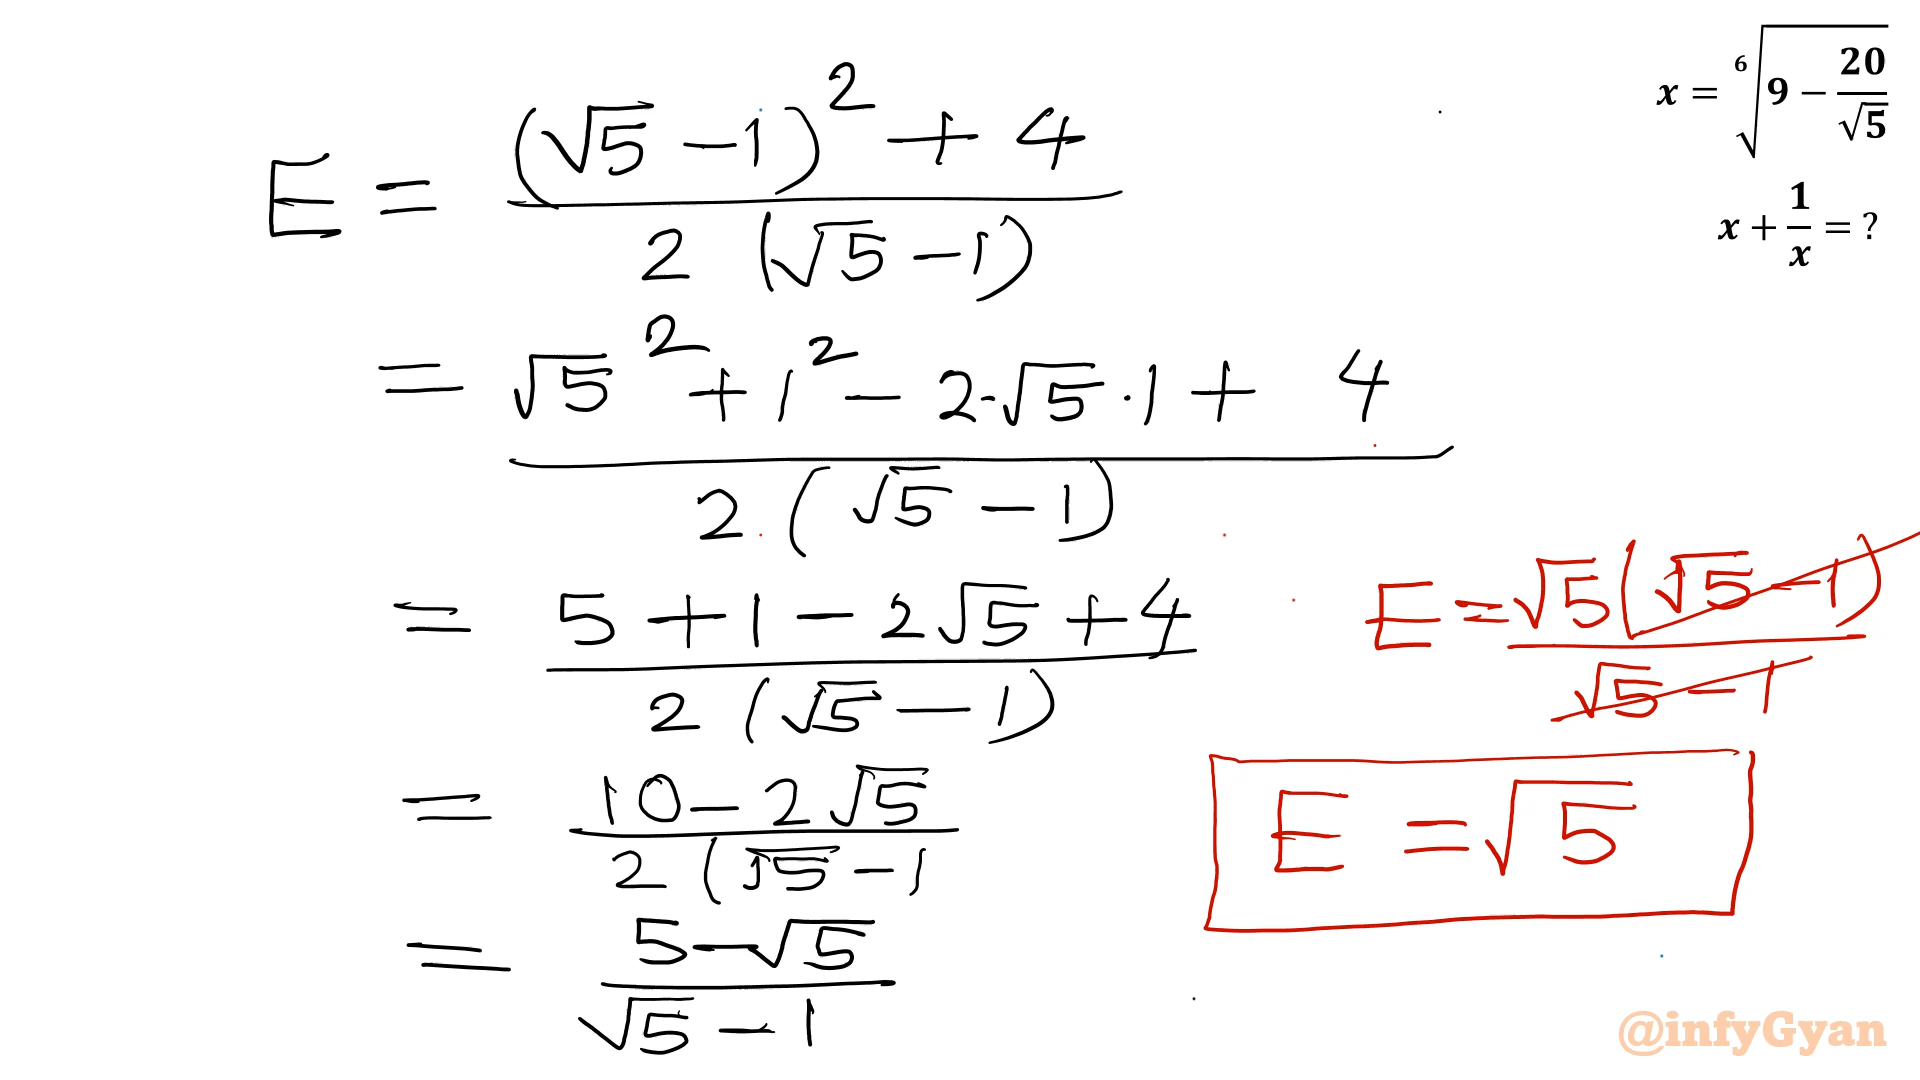 x = ⁶√(9 − 20/√5)
x + 1/x = ?
E = ((√5 − 1)² + 4) / (2 (√5 − 1))
= (√5² + 1² − 2·√5·1 + 4) / (2 (√5 − 1))
= (5 + 1 − 2√5 + 4) / (2 (√5 − 1))
= (10 − 2√5) / (2 (√5 − 1
= (5 − √5) / (√5 − 1)
E = √5(√5 − 1) / (√5 − 1)
E = √5
@infyGyan